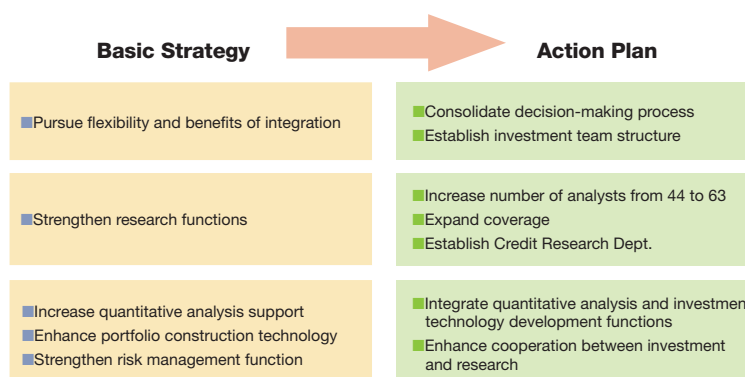 Basic Strategy
Action Plan
■Pursue flexibility and benefits of integration
■Consolidate decision-making process
■Establish investment team structure
■Strengthen research functions
■Increase number of analysts from 44 to 63
■Expand coverage
■Establish Credit Research Dept.
■Increase quantitative analysis support
■Enhance portfolio construction technology
■Strengthen risk management function
■Integrate quantitative analysis and investmen
technology development functions
■Enhance cooperation between investment
and research